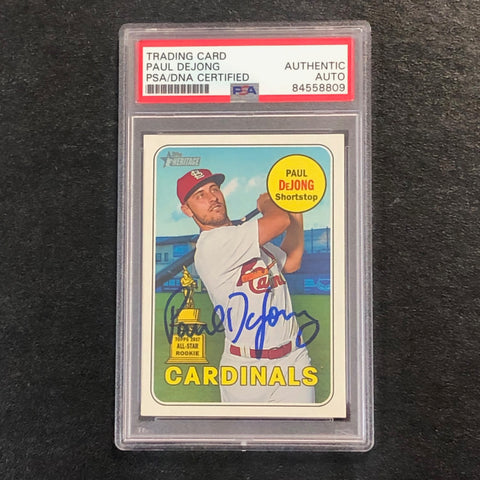 TRADING CARD
PAUL DEJONG
PSA/DNA CERTIFIED
AUTHENTIC
AUTO
84558809
PSA
Topps
HERITAGE
PAUL
DeJONG
Shortstop
Paul DeJong
TOPPS 2017
ALL-STAR
ROOKIE
CARDINALS